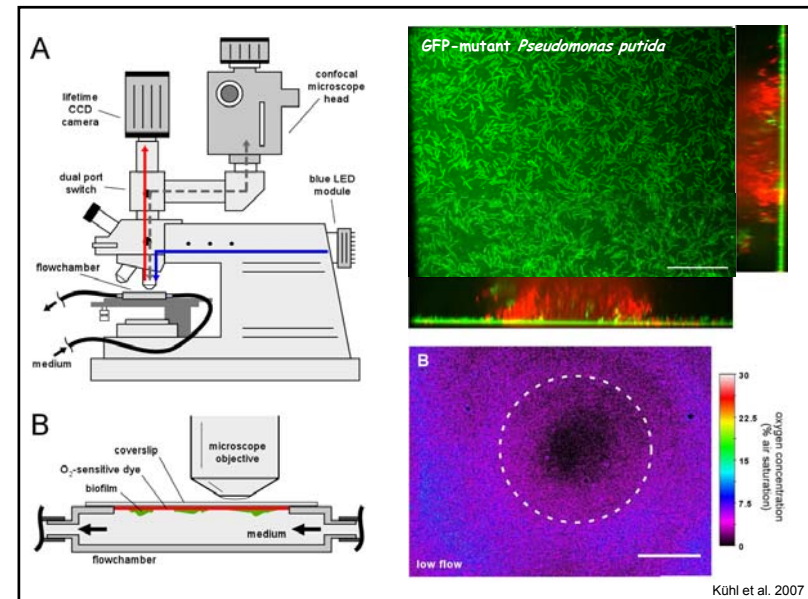 A
lifetime
CCD
camera
confocal
microscope
head
dual port
switch
blue LED
module
flowchamber
medium
B
coverslip
O2-sensitive dye
biofilm
microscope
objective
medium
flowchamber
GFP-mutant Pseudomonas putida
B
low flow
30
22.5
15
7.5
0
oxygen concentration
(% air saturation)
Kühl et al. 2007